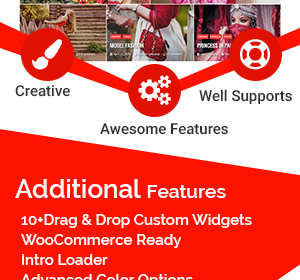 MODEL FASHION
PRINCESS IN
Creative
Well Supports
Awesome Features
Additional Features
10+Drag & Drop Custom Widgets
WooCommerce Ready
Intro Loader
Advanced Color Options